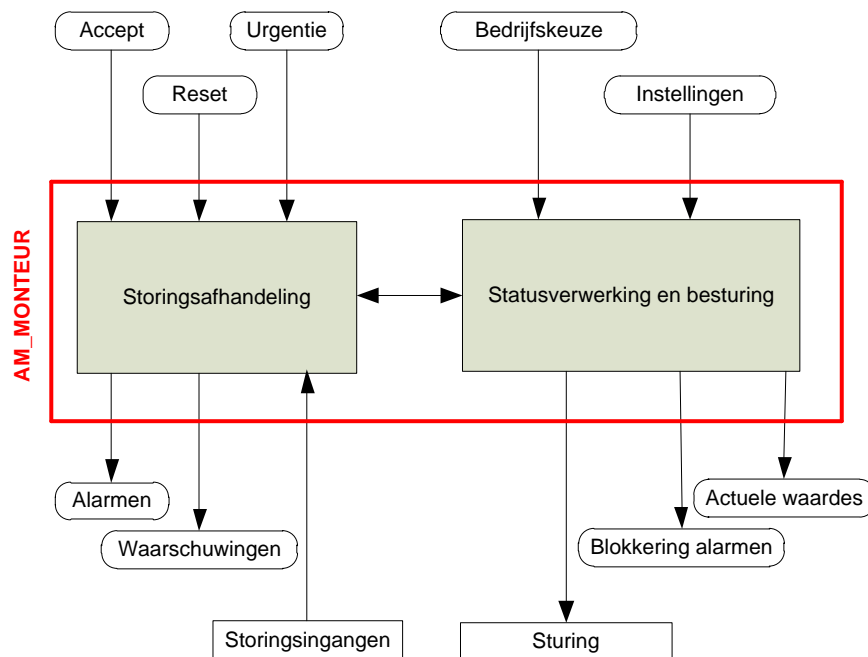 Accept
Urgentie
Bedrijfskeuze
Reset
Instellingen
AM_MONTEUR
Storingsafhandeling
Statusverwerking en besturing
Alarmen
Actuele waardes
Waarschuwingen
Blokkering alarmen
Storingsingangen
Sturing